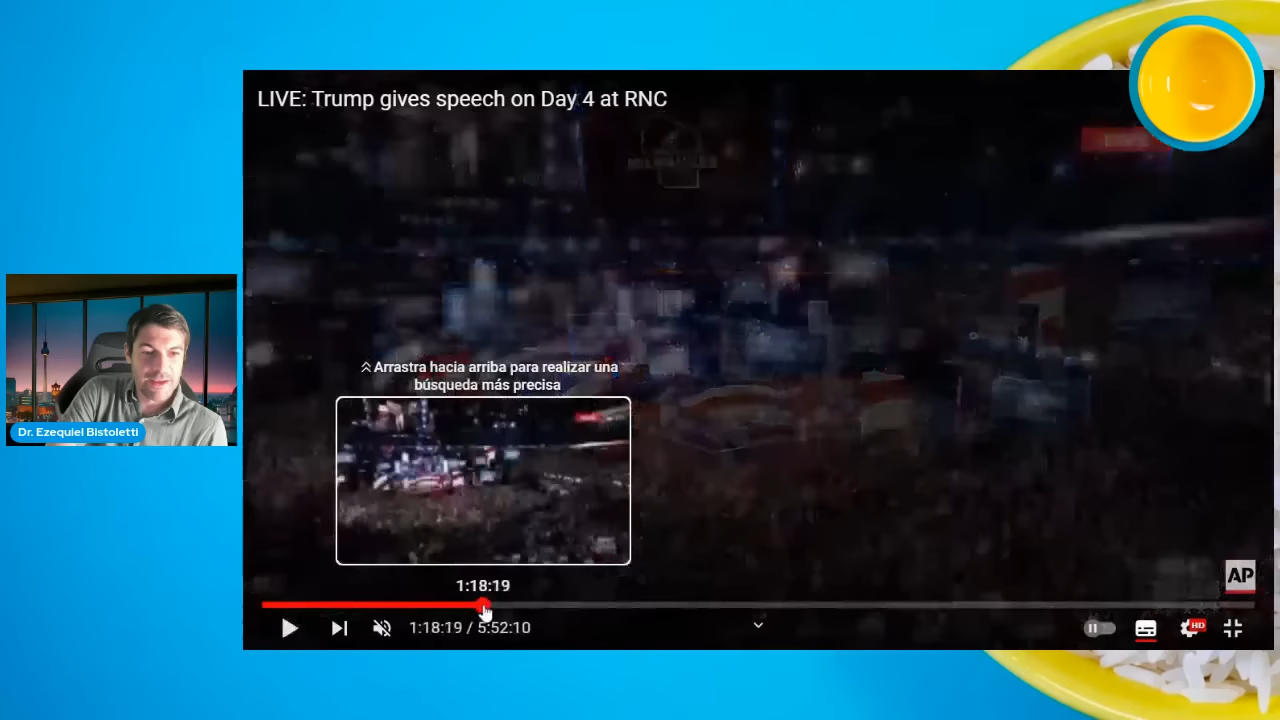 LIVE: Trump gives speech on Day 4 at RNC
Arrastra hacia arriba para realizar una
búsqueda más precisa
Dr. Ezequiel Bistoletti
AP
1:18:19
1:18:19 / 5:52:10
HD